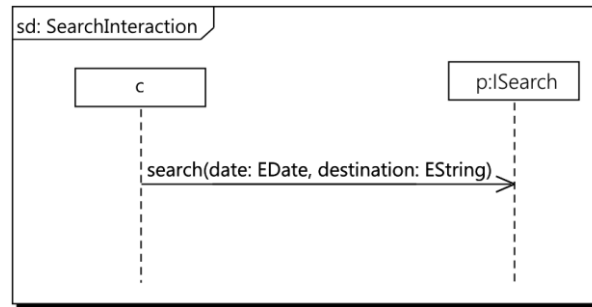 sd: SearchInteraction
c
p:ISearch
search(date: EDate, destination: EString)